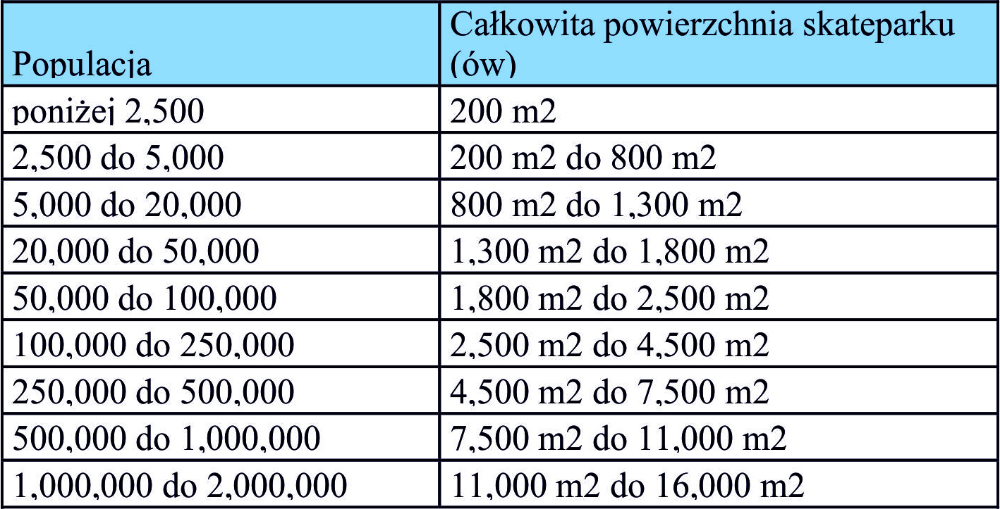 Populacja
Całkowita powierzchnia skateparku
(ów)
poniżej 2,500
200 m2
2,500 do 5,000
200 m2 do 800 m2
5,000 do 20,000
800 m2 do 1,300 m2
20,000 do 50,000
1,300 m2 do 1,800 m2
50,000 do 100,000
1,800 m2 do 2,500 m2
100,000 do 250,000
2,500 m2 do 4,500 m2
250,000 do 500,000
4,500 m2 do 7,500 m2
500,000 do 1,000,000
7,500 m2 do 11,000 m2
1,000,000 do 2,000,000
11,000 m2 do 16,000 m2